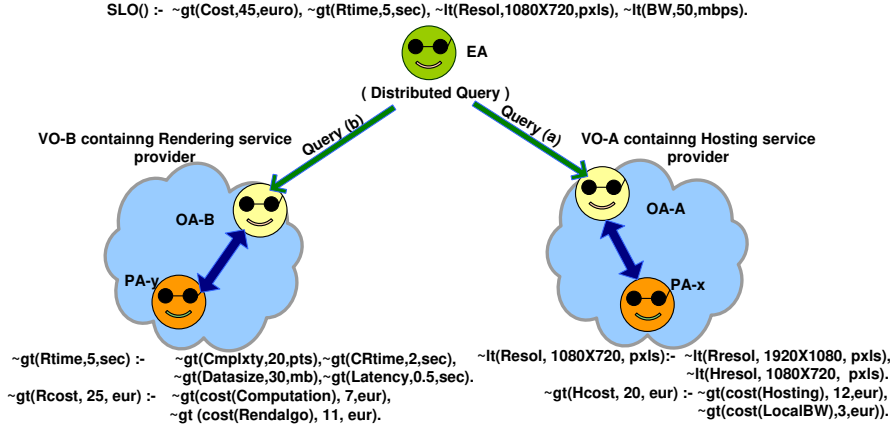 SLO() :- ~gt(Cost,45,euro), ~gt(Rtime,5,sec), ~lt(Resol,1080X720,pxls), ~lt(BW,50,mbps).
EA
( Distributed Query )
Query (b)
Query (a)
VO-B containng Rendering service
provider
VO-A containng Hosting service
provider
OA-B
OA-A
PA-y
PA-x
~gt(Rtime,5,sec) :- ~gt(Cmplxty,20,pts),~gt(CRtime,2,sec),
~gt(Datasize,30,mb),~gt(Latency,0.5,sec).
~gt(Rcost, 25, eur) :- ~gt(cost(Computation), 7,eur),
~gt (cost(Rendalgo), 11, eur).
~lt(Resol, 1080X720, pxls):- ~lt(Rresol, 1920X1080, pxls),
~lt(Hresol, 1080X720, pxls).
~gt(Hcost, 20, eur) :- ~gt(cost(Hosting), 12,eur),
~gt(cost(LocalBW),3,eur)).